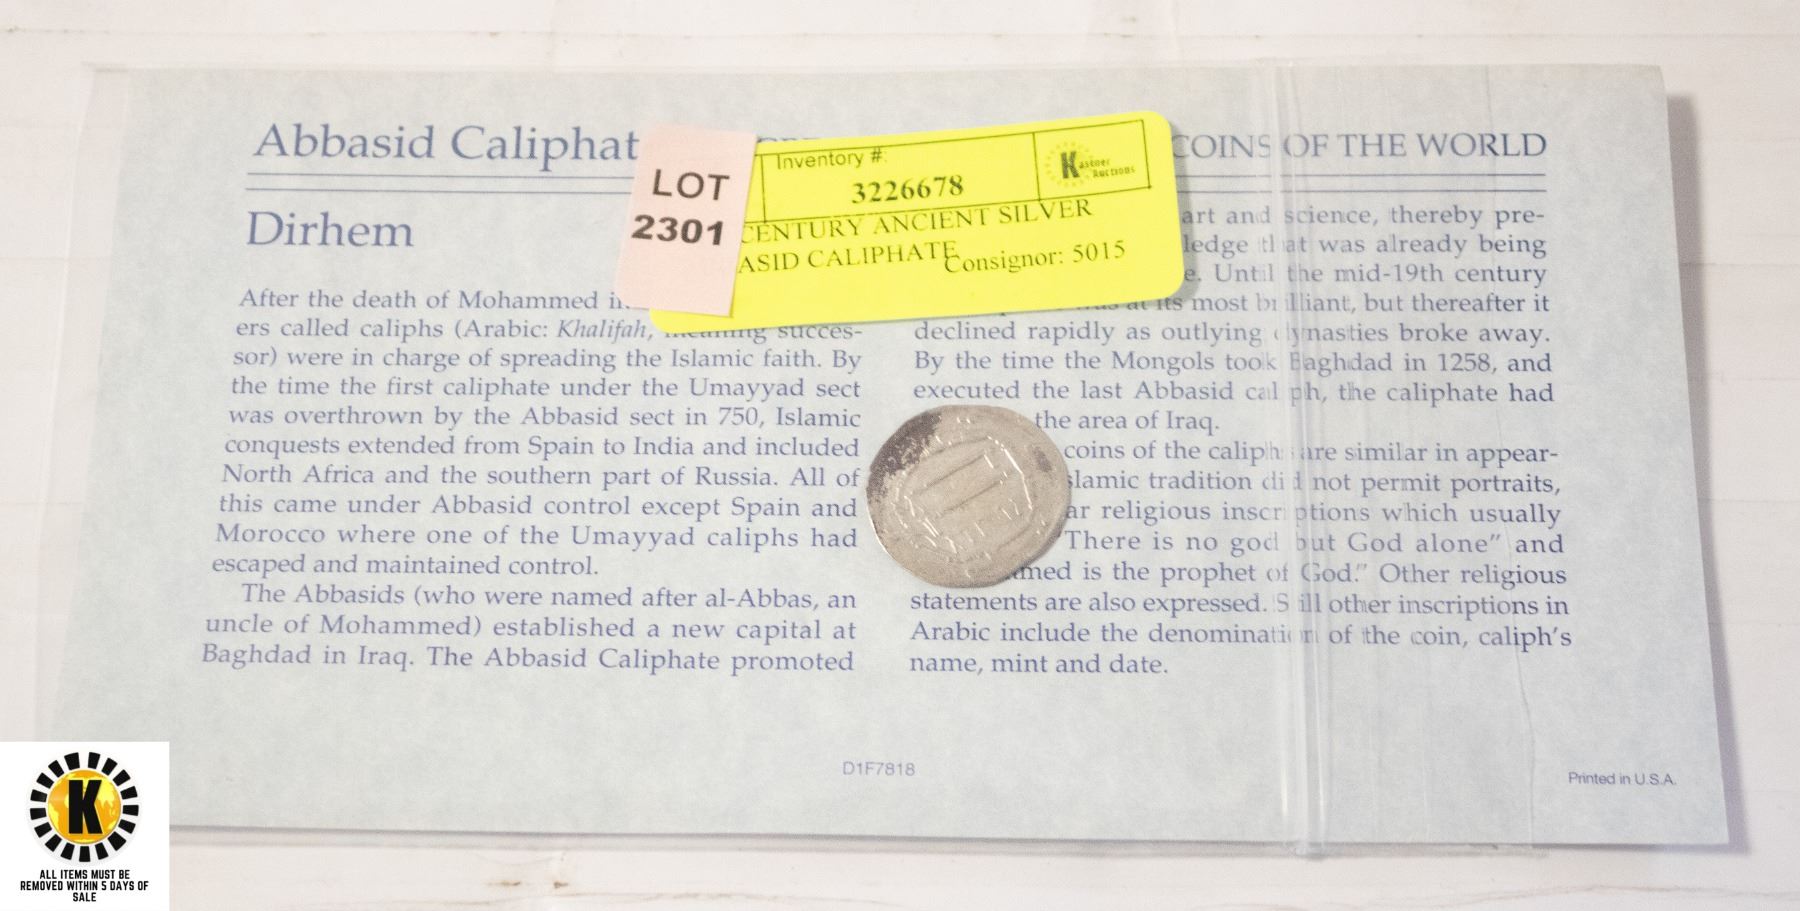 Abbasid Caliphat
COINS OF THE WORLD
Dirhem
LOT
2301
Inventory #:
3226678
Kastner
Auctions
CENTURY ANCIENT SILVER
ASID CALIPHATE
Consignor: 5015
After the death of Mohammed
ers called caliphs (Arabic: Khalifah, meaning succes-
sor) were in charge of spreading the Islamic faith. By
the time the first caliphate under the Umayyad sect
was overthrown by the Abbasid sect in 750, Islamic
conquests extended from Spain to India and included
North Africa and the southern part of Russia. All of
this came under Abbasid control except Spain and
Morocco where one of the Umayyad caliphs had
escaped and maintained control.
The Abbasids (who were named after al-Abbas, an
uncle of Mohammed) established a new capital at
Baghdad in Iraq. The Abbasid Caliphate promoted
art and science, thereby pre-
ledge that was already being
e. Until the mid-19th century
at its most brilliant, but thereafter it
declined rapidly as outlying dynasties broke away.
By the time the Mongols took Baghdad in 1258, and
executed the last Abbasid caliph, the caliphate had
the area of Iraq.
coins of the caliphs are similar in appear-
slamic tradition did not permit portraits,
ar religious inscriptions which usually
"There is no god but God alone" and
med is the prophet of God." Other religious
statements are also expressed. Still other inscriptions in
Arabic include the denomination of the coin, caliph's
name, mint and date.
D1F7818
Printed in U.S.A.
K
ALL ITEMS MUST BE
REMOVED WITHIN 5 DAYS OF
SALE